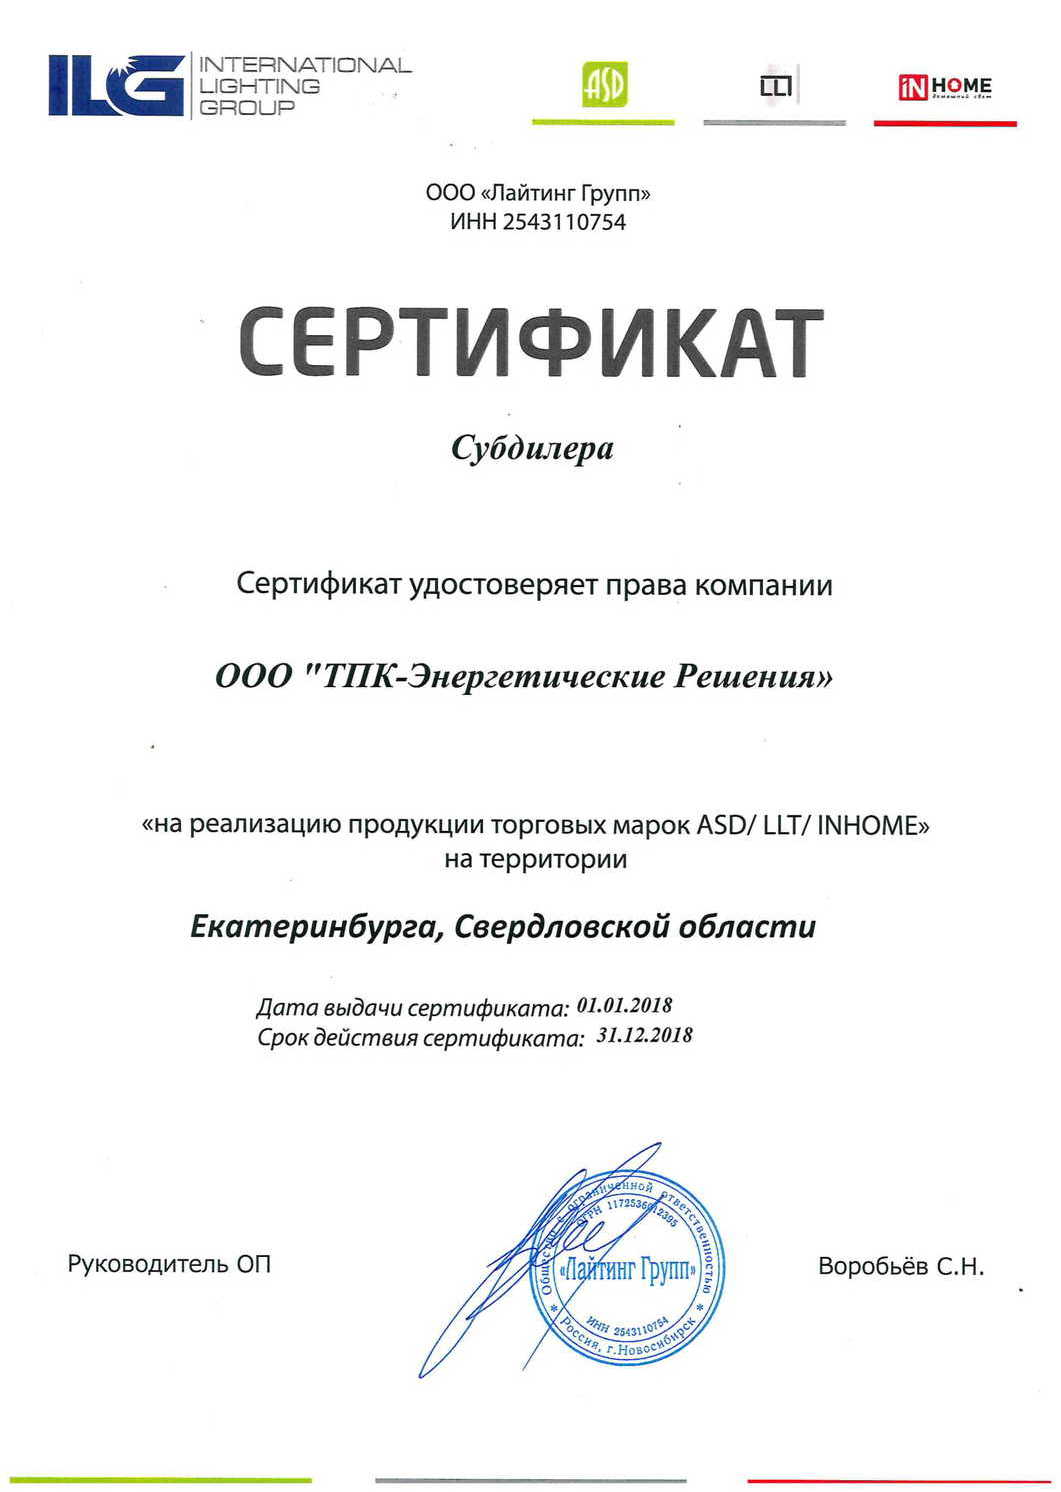 ILG INTERNATIONAL
LIGHTING
GROUP
ASD
LLT
iN HOME
домашний свет
ООО «Лайтинг Групп»
ИНН 2543110754
СЕРТИФИКАТ
Субдилера
Сертификат удостоверяет права компании
ООО "ТПК-Энергетические Решения»
«на реализацию продукции торговых марок ASD/ LLT/ INHOME»
на территории
Екатеринбурга, Свердловской области
Дата выдачи сертификата: 01.01.2018
Срок действия сертификата: 31.12.2018
Руководитель ОП
Общество с ограниченной ответственностью
ОГРН 1172536012395
«Лайтинг Групп»
ИНН 2543110754
* Россия, г.Новосибирск *
Воробьёв С.Н.